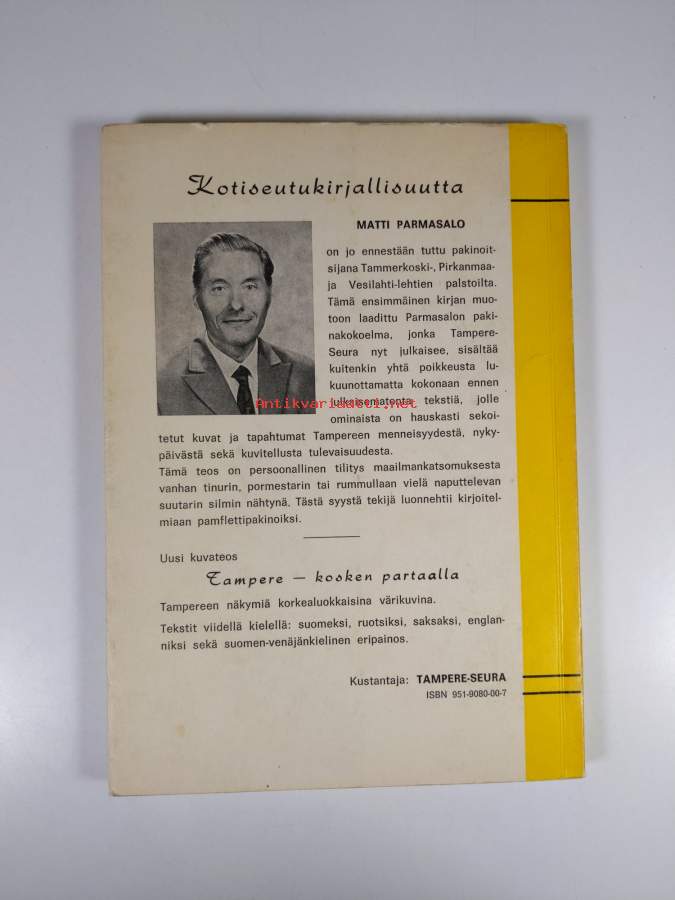 Kotiseutukirjallisuutta
MATTI PARMASALO
on jo ennestään tuttu pakinoit-
sijana Tammerkoski-, Pirkanmaa-
ja Vesilahti-lehtien palstoilta.
Tämä ensimmäinen kirjan muo-
toon laadittu Parmasalon paki-
nakokoelma, jonka Tampere-
Seura nyt julkaisee, sisältää
kuitenkin yhtä poikkeusta lu-
kuunottamatta kokonaan ennen
julkaisematonta tekstiä, jolle
Antikvariaatti.net
ominaista on hauskasti sekoi-
tetut kuvat ja tapahtumat Tampereen menneisyydestä, nyky-
päivästä sekä kuvitellusta tulevaisuudesta.
Tämä teos on persoonallinen tilitys maailmankatsomuksesta
vanhan tinurin, pormestarin tai rummullaan vielä naputtelevan
suutarin silmin nähtynä. Tästä syystä tekijä luonnehtii kirjoitel-
miaan pamflettipakinoiksi.
Uusi kuvateos
Tampere — kosken partaalla
Tampereen näkymiä korkealuokkaisina värikuvina.
Tekstit viidellä kielellä: suomeksi, ruotsiksi, saksaksi, englan-
niksi sekä suomen-venäjänkielinen eripainos.
Kustantaja: TAMPERE-SEURA
ISBN 951-9080-00-7